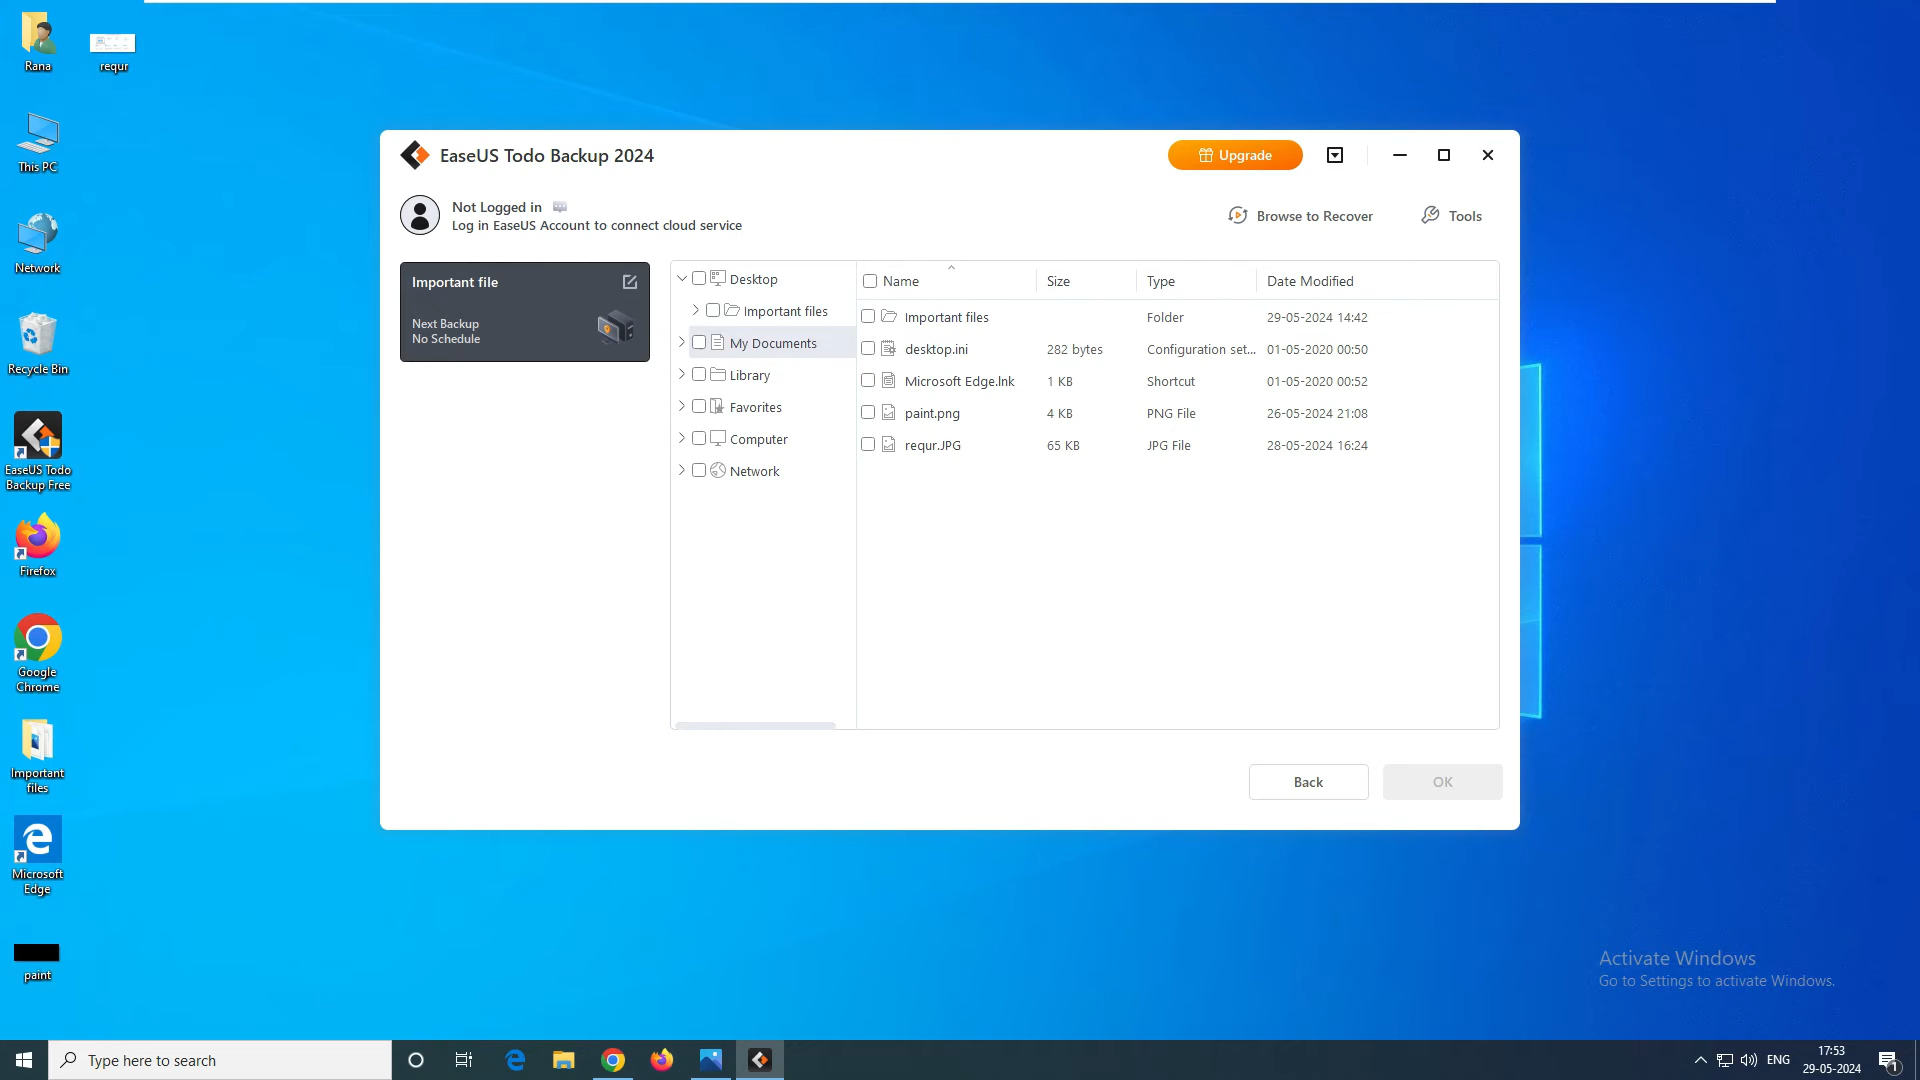 Rana
requr
This PC
Network
Recycle Bin
EaseUS Todo
Backup Free
Firefox
Google
Chrome
Important
files
Microsoft
Edge
paint
EaseUS Todo Backup 2024
Upgrade
Not Logged in
Log in EaseUS Account to connect cloud service
Browse to Recover
Tools
Important file
Next Backup
No Schedule
Desktop
Important files
My Documents
Library
Favorites
Computer
Network
Name Size Type Date Modified
Important files Folder 29-05-2024 14:42
desktop.ini 282 bytes Configuration set... 01-05-2020 00:50
Microsoft Edge.lnk 1 KB Shortcut 01-05-2020 00:52
paint.png 4 KB PNG File 26-05-2024 21:08
requr.JPG 65 KB JPG File 28-05-2024 16:24
Back
OK
Activate Windows
Go to Settings to activate Windows.
Type here to search
ENG
17:53
29-05-2024
1